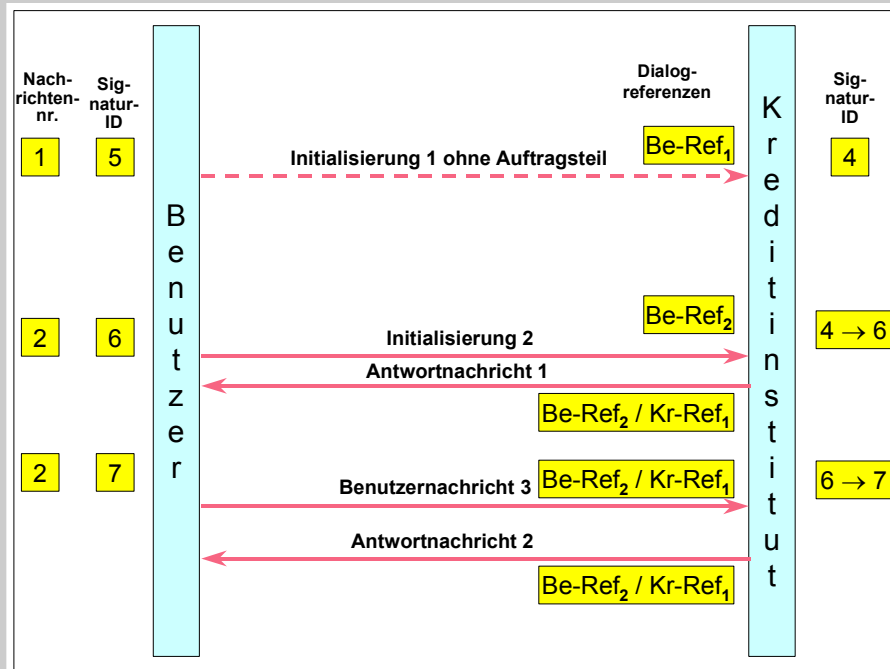 Nach-
richten-
nr.
Sig-
natur-
ID
Dialog-
referenzen
Sig-
natur-
ID
1
5
Initialisierung 1 ohne Auftragsteil
Be-Ref₁
4
Benutzer
Kreditinstitut
2
6
Initialisierung 2
Be-Ref₂
4 → 6
Antwortnachricht 1
Be-Ref₂ / Kr-Ref₁
2
7
Benutzernachricht 3
Be-Ref₂ / Kr-Ref₁
6 → 7
Antwortnachricht 2
Be-Ref₂ / Kr-Ref₁